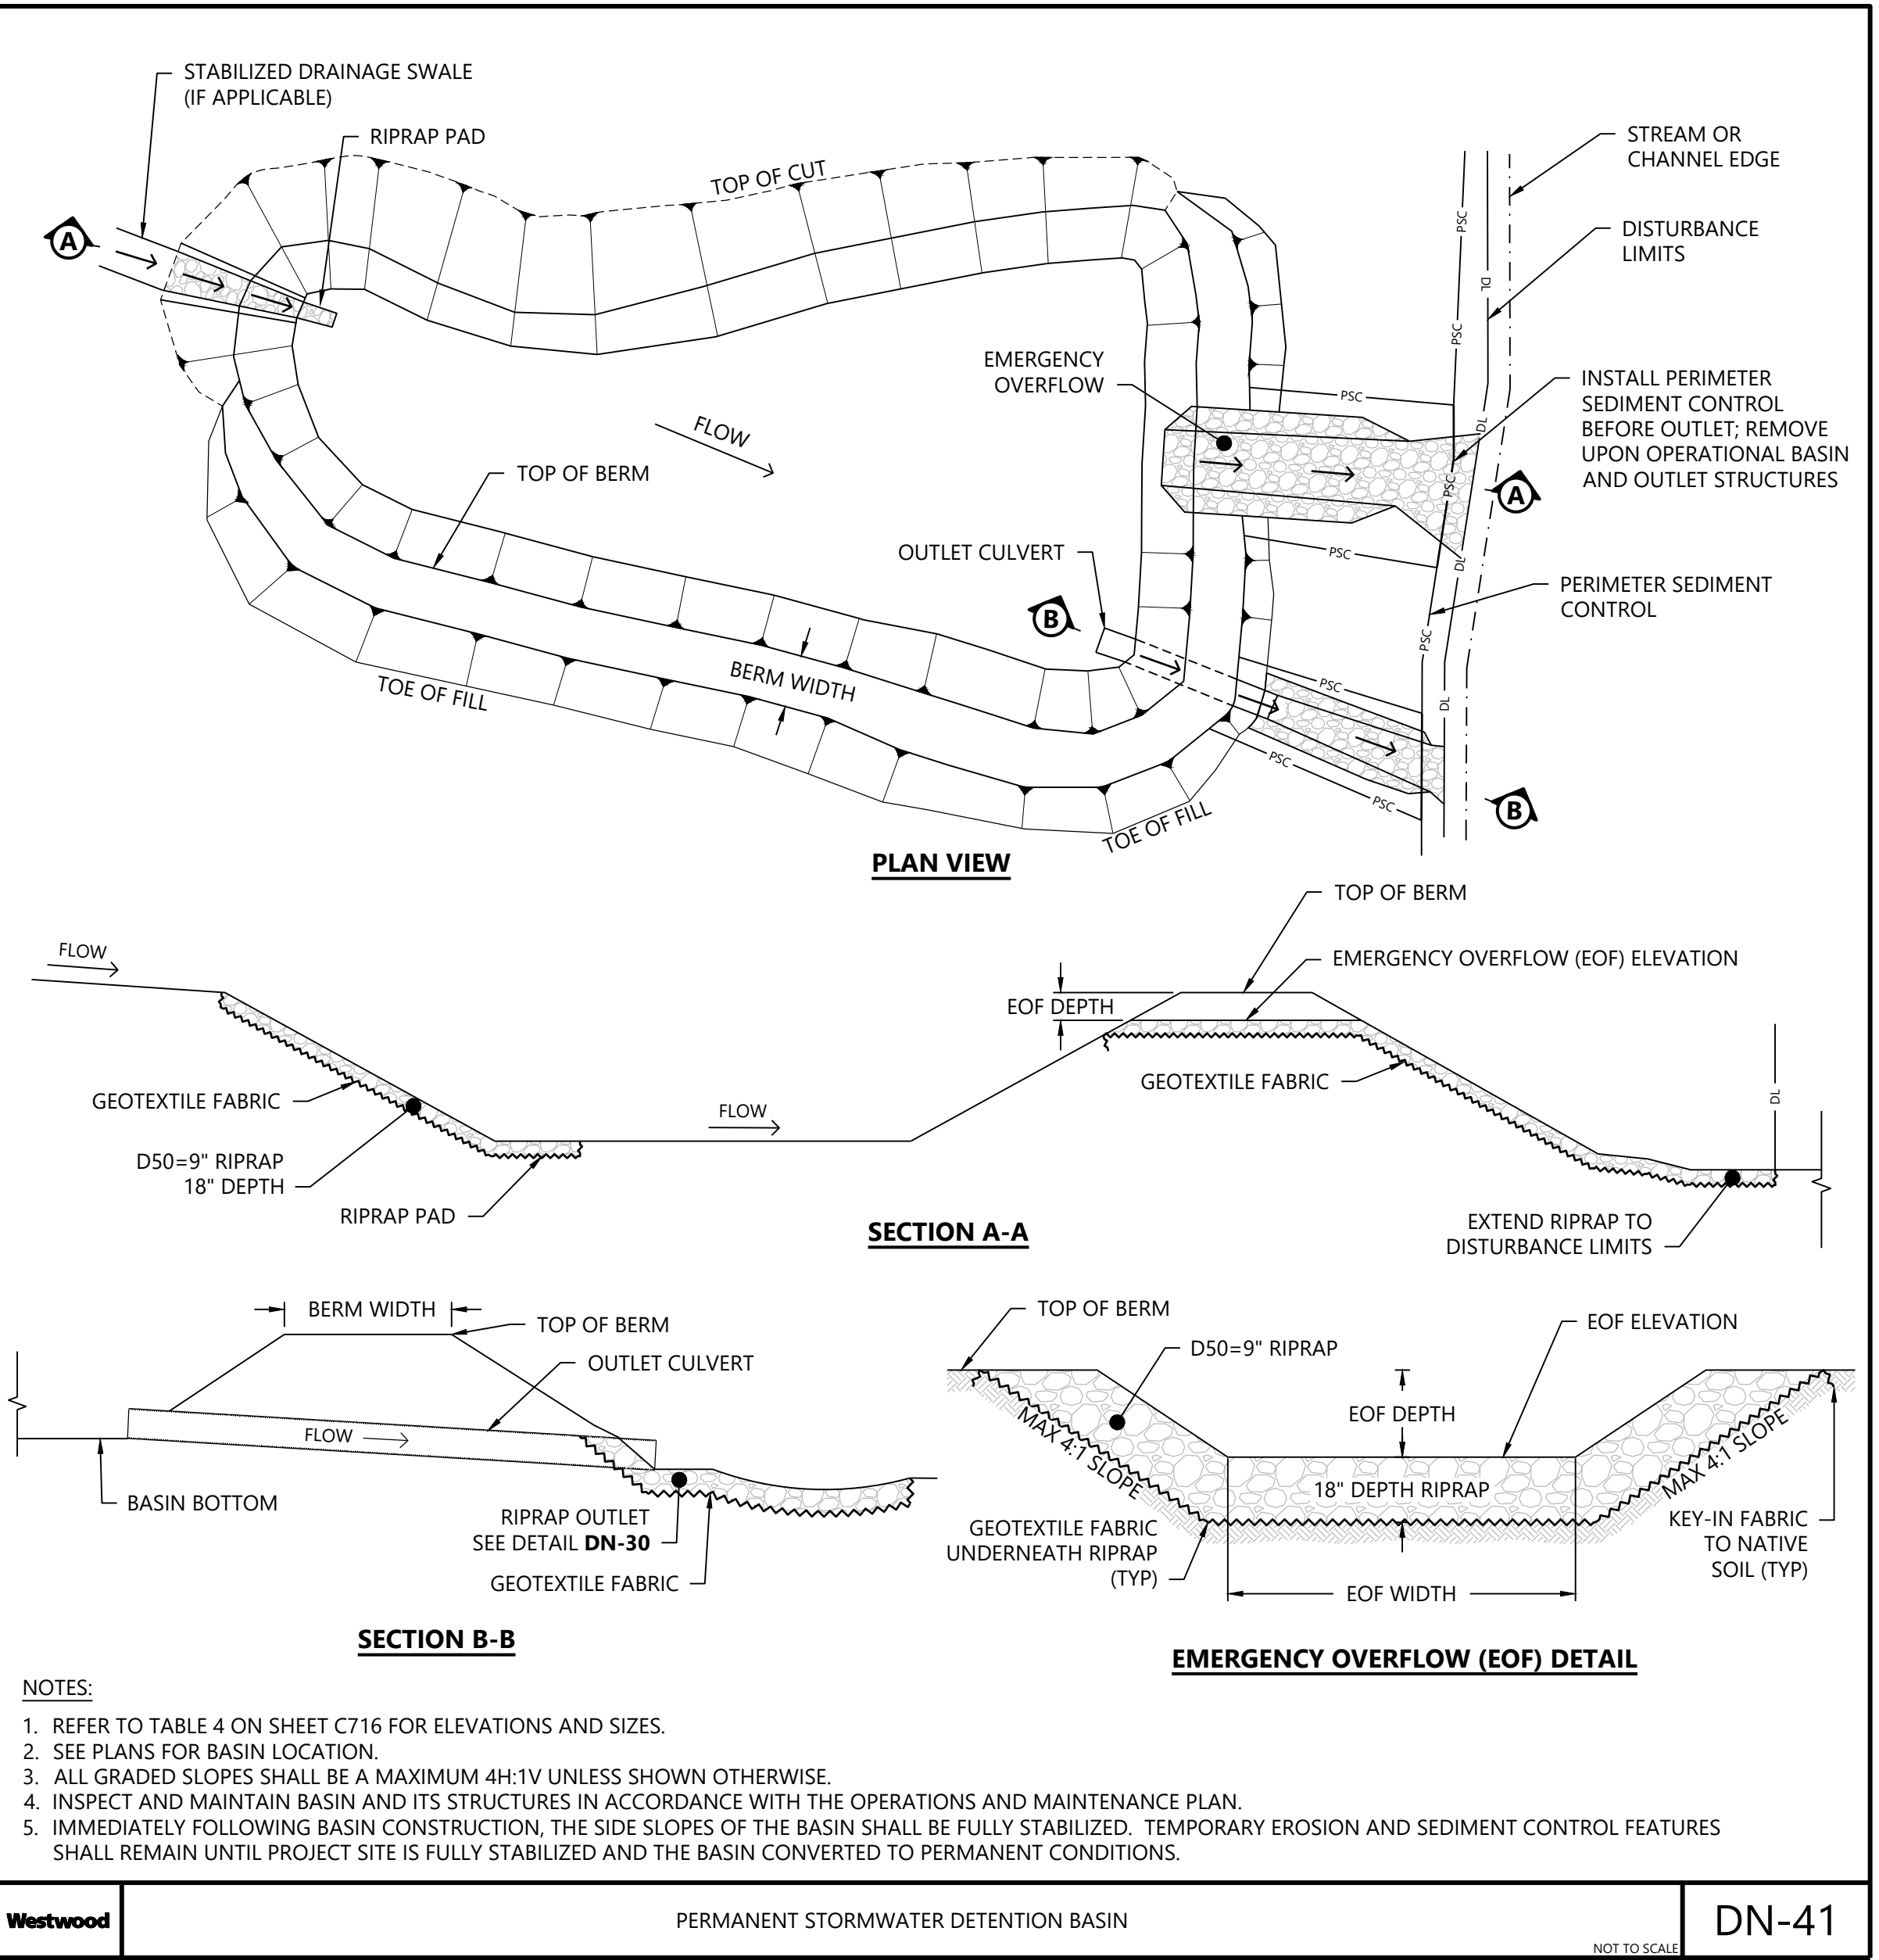 STABILIZED DRAINAGE SWALE
(IF APPLICABLE)
RIPRAP PAD
TOP OF CUT
STREAM OR
CHANNEL EDGE
DISTURBANCE
LIMITS
A
PSC
DL
PSC
EMERGENCY
OVERFLOW
INSTALL PERIMETER
SEDIMENT CONTROL
BEFORE OUTLET; REMOVE
UPON OPERATIONAL BASIN
AND OUTLET STRUCTURES
PSC
DL
FLOW
TOP OF BERM
PSC
A
OUTLET CULVERT
PSC
DL
PERIMETER SEDIMENT
CONTROL
B
PSC
BERM WIDTH
TOE OF FILL
PSC
DL
PSC
PSC
B
TOE OF FILL
PLAN VIEW
TOP OF BERM
FLOW
EMERGENCY OVERFLOW (EOF) ELEVATION
EOF DEPTH
GEOTEXTILE FABRIC
GEOTEXTILE FABRIC
DL
FLOW
D50=9" RIPRAP
18" DEPTH
RIPRAP PAD
EXTEND RIPRAP TO
DISTURBANCE LIMITS
SECTION A-A
BERM WIDTH
TOP OF BERM
OUTLET CULVERT
FLOW
BASIN BOTTOM
RIPRAP OUTLET
SEE DETAIL DN-30
GEOTEXTILE FABRIC
SECTION B-B
TOP OF BERM
EOF ELEVATION
D50=9" RIPRAP
EOF DEPTH
MAX 4:1 SLOPE
MAX 4:1 SLOPE
18" DEPTH RIPRAP
GEOTEXTILE FABRIC
UNDERNEATH RIPRAP
(TYP)
KEY-IN FABRIC
TO NATIVE
SOIL (TYP)
EOF WIDTH
EMERGENCY OVERFLOW (EOF) DETAIL
NOTES:
1. REFER TO TABLE 4 ON SHEET C716 FOR ELEVATIONS AND SIZES.
2. SEE PLANS FOR BASIN LOCATION.
3. ALL GRADED SLOPES SHALL BE A MAXIMUM 4H:1V UNLESS SHOWN OTHERWISE.
4. INSPECT AND MAINTAIN BASIN AND ITS STRUCTURES IN ACCORDANCE WITH THE OPERATIONS AND MAINTENANCE PLAN.
5. IMMEDIATELY FOLLOWING BASIN CONSTRUCTION, THE SIDE SLOPES OF THE BASIN SHALL BE FULLY STABILIZED. TEMPORARY EROSION AND SEDIMENT CONTROL FEATURES
SHALL REMAIN UNTIL PROJECT SITE IS FULLY STABILIZED AND THE BASIN CONVERTED TO PERMANENT CONDITIONS.
Westwood
PERMANENT STORMWATER DETENTION BASIN
NOT TO SCALE
DN-41